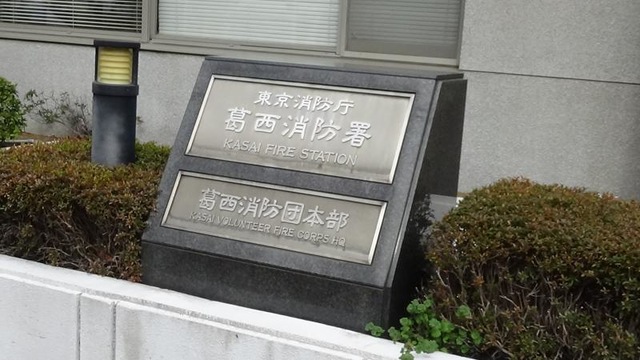 東京消防庁
葛西消防署
KASAI FIRE STATION
葛西消防団本部
KASAI VOLUNTEER FIRE CORPS HQ